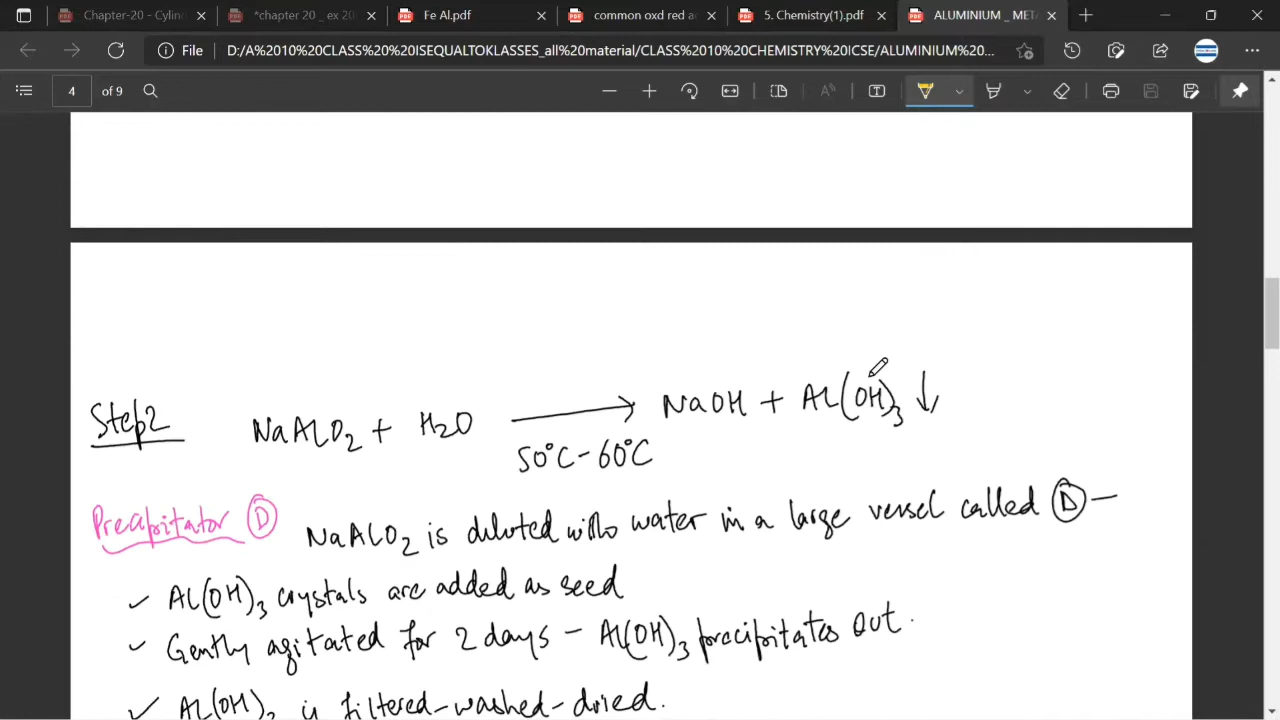 Chapter-20 - Cylin
*chapter 20 _ ex 20
Fe Al.pdf
common oxd red a
5. Chemistry(1).pdf
ALUMINIUM _ META
File D:/A%2010%20CLASS%20%20ISEQUALTOKLASSES_all%20material/CLASS%2010%20CHEMISTRY%20ICSE/ALUMINIUM%20...
4 of 9
Step2 NaAlO2 + H2O → NaOH + Al(OH)3 ↓
50°C-60°C
Precapitator D NaAlO2 is diluted with water in a large vessel called D –
✓ Al(OH)3 crystals are added as seed
✓ Gently agitated for 2 days – Al(OH)3 precipitates out.
✓ Al(OH)3 is filtered-washed-dried.